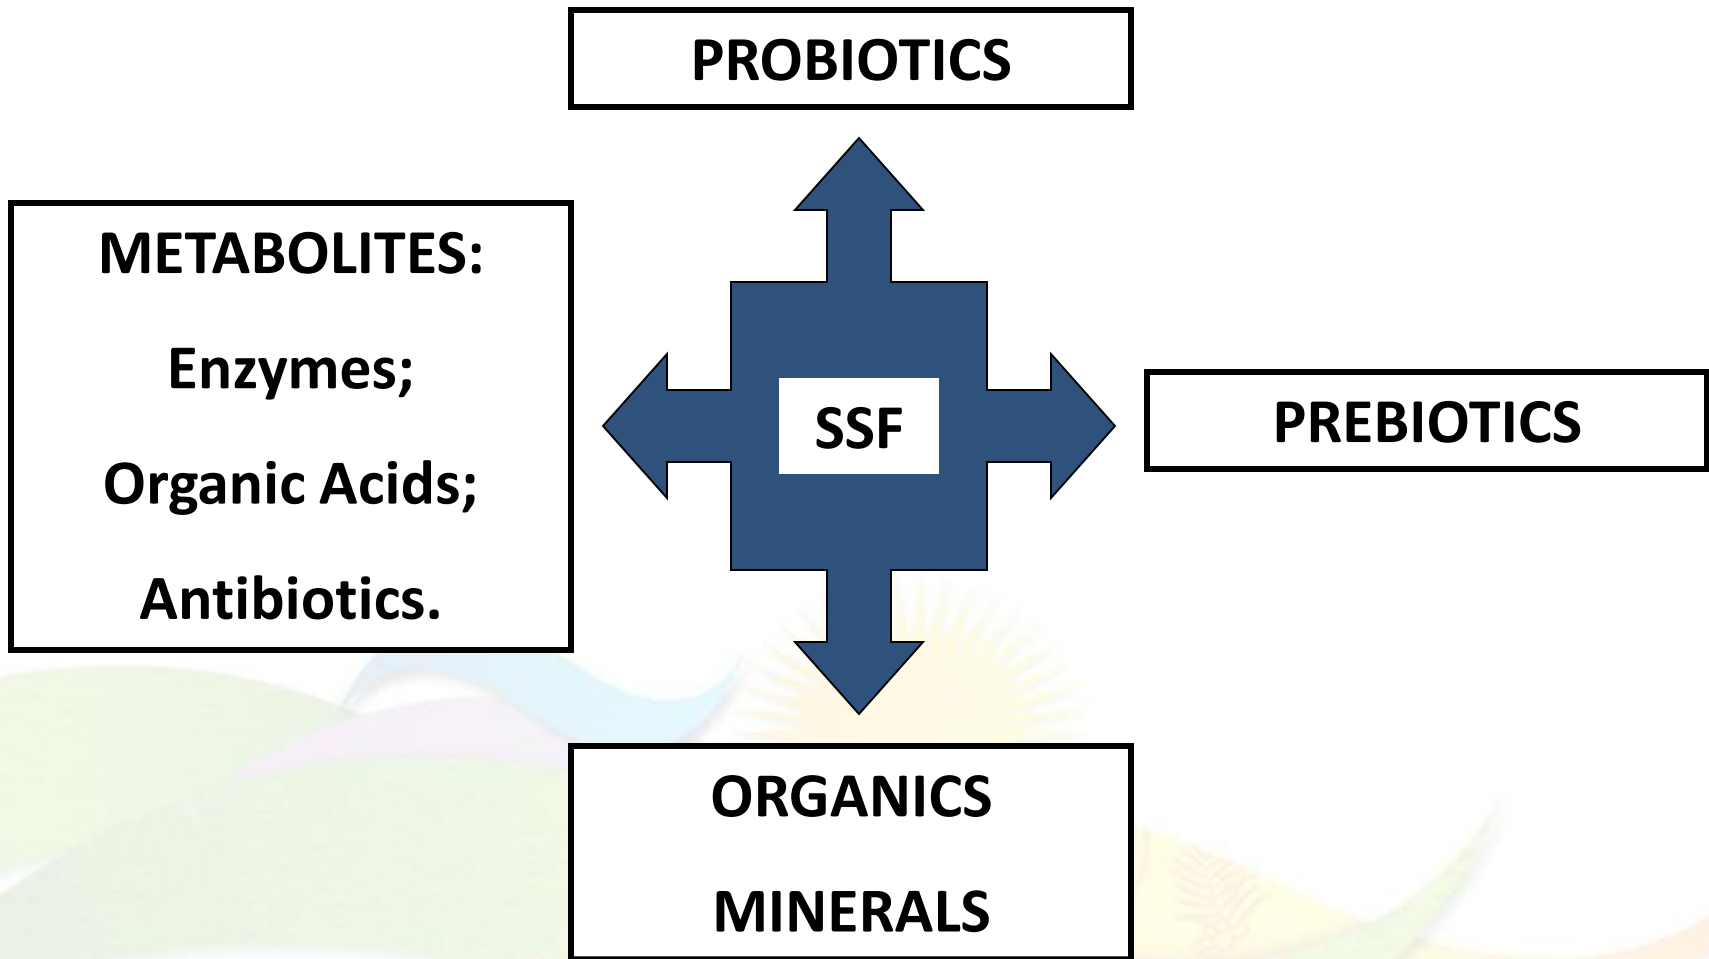 PROBIOTICS
METABOLITES:
Enzymes;
Organic Acids;
Antibiotics.
SSF
PREBIOTICS
ORGANICS
MINERALS